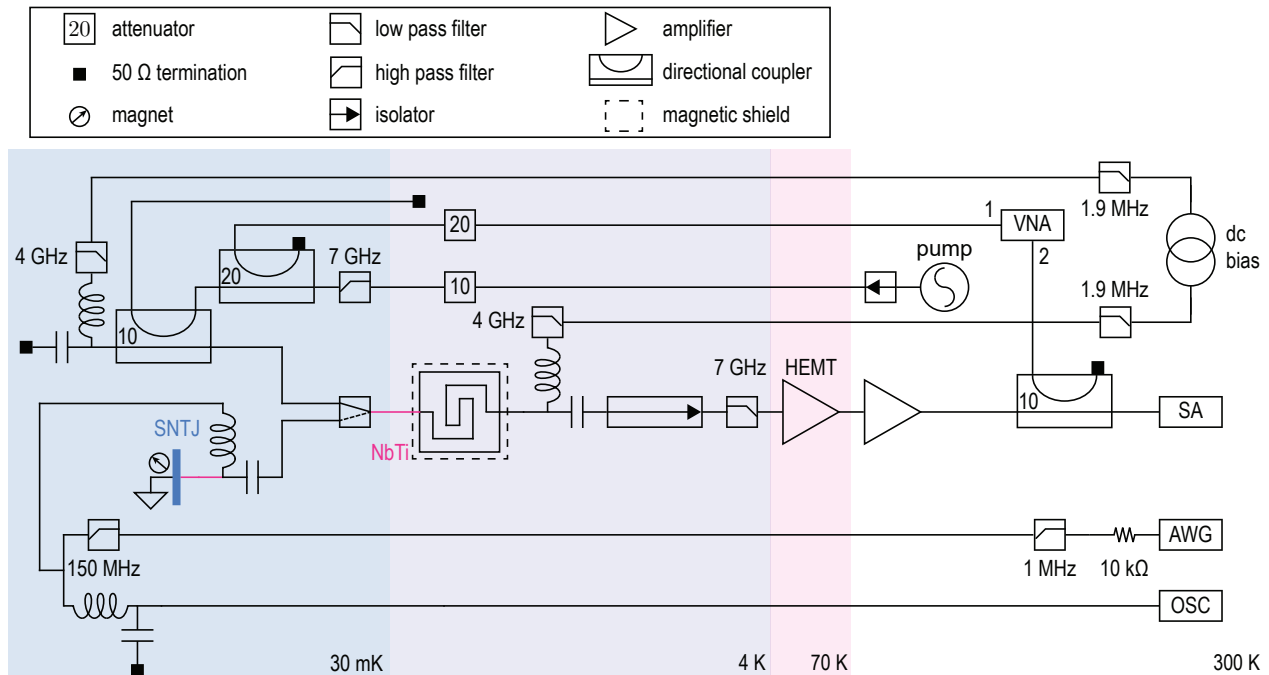 20 attenuator
low pass filter
amplifier
50 Ω termination
high pass filter
directional coupler
magnet
isolator
magnetic shield
1.9 MHz
1
VNA
20
2
dc
bias
4 GHz
7 GHz
20
pump
10
1.9 MHz
4 GHz
10
7 GHz
HEMT
10
SA
SNTJ
NbTi
AWG
150 MHz
1 MHz
10 kΩ
OSC
30 mK
4 K
70 K
300 K